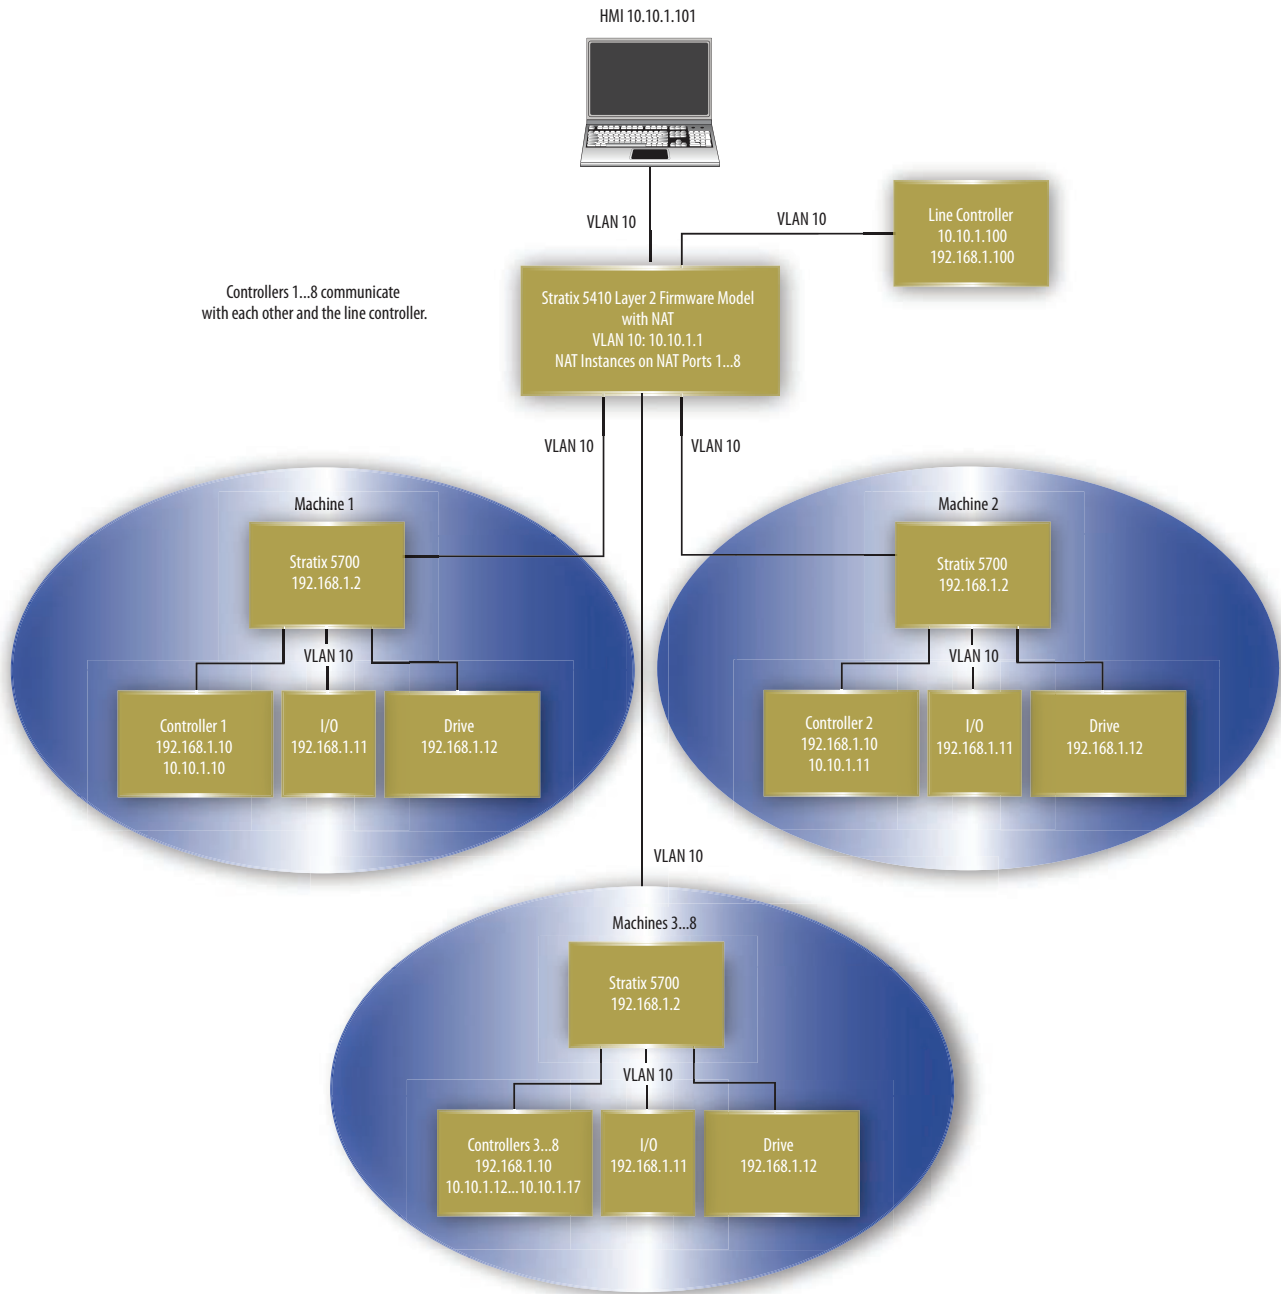 HMI 10.10.1.101
VLAN 10
VLAN 10
Line Controller
10.10.1.100
192.168.1.100
Controllers 1...8 communicate
with each other and the line controller.
Stratix 5410 Layer 2 Firmware Model
with NAT
VLAN 10: 10.10.1.1
NAT Instances on NAT Ports 1...8
VLAN 10
VLAN 10
Machine 1
Stratix 5700
192.168.1.2
VLAN 10
Controller 1
192.168.1.10
10.10.1.10
I/O
192.168.1.11
Drive
192.168.1.12
Machine 2
Stratix 5700
192.168.1.2
VLAN 10
Controller 2
192.168.1.10
10.10.1.11
I/O
192.168.1.11
Drive
192.168.1.12
VLAN 10
Machines 3...8
Stratix 5700
192.168.1.2
VLAN 10
Controllers 3...8
192.168.1.10
10.10.1.12...10.10.1.17
I/O
192.168.1.11
Drive
192.168.1.12